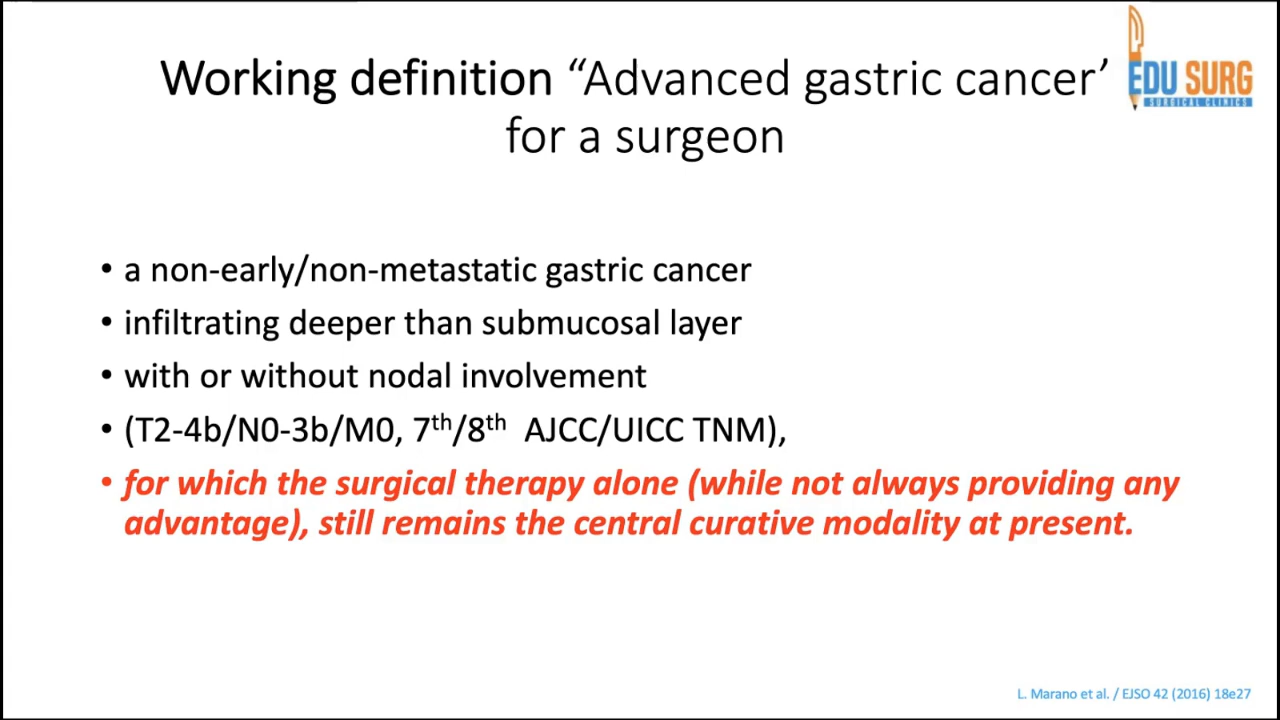 Working definition “Advanced gastric cancer’
for a surgeon
EDU SURG
SURGICAL CLINICS
• a non-early/non-metastatic gastric cancer
• infiltrating deeper than submucosal layer
• with or without nodal involvement
• (T2-4b/N0-3b/M0, 7th/8th AJCC/UICC TNM),
• for which the surgical therapy alone (while not always providing any
advantage), still remains the central curative modality at present.
L. Marano et al. / EJSO 42 (2016) 18e27